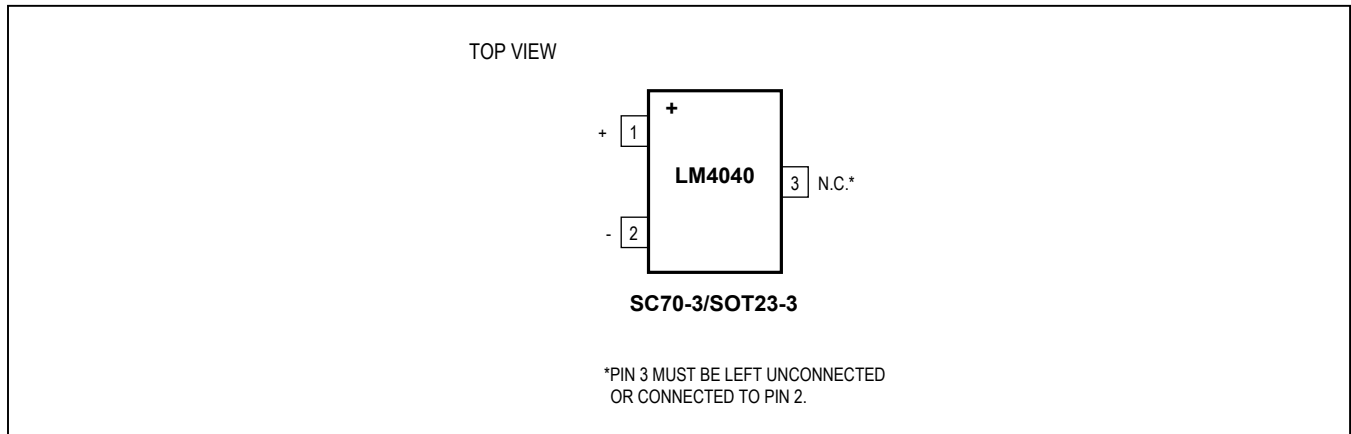 TOP VIEW
+
+ 1
LM4040
3 N.C.*
- 2
SC70-3/SOT23-3
*PIN 3 MUST BE LEFT UNCONNECTED
OR CONNECTED TO PIN 2.